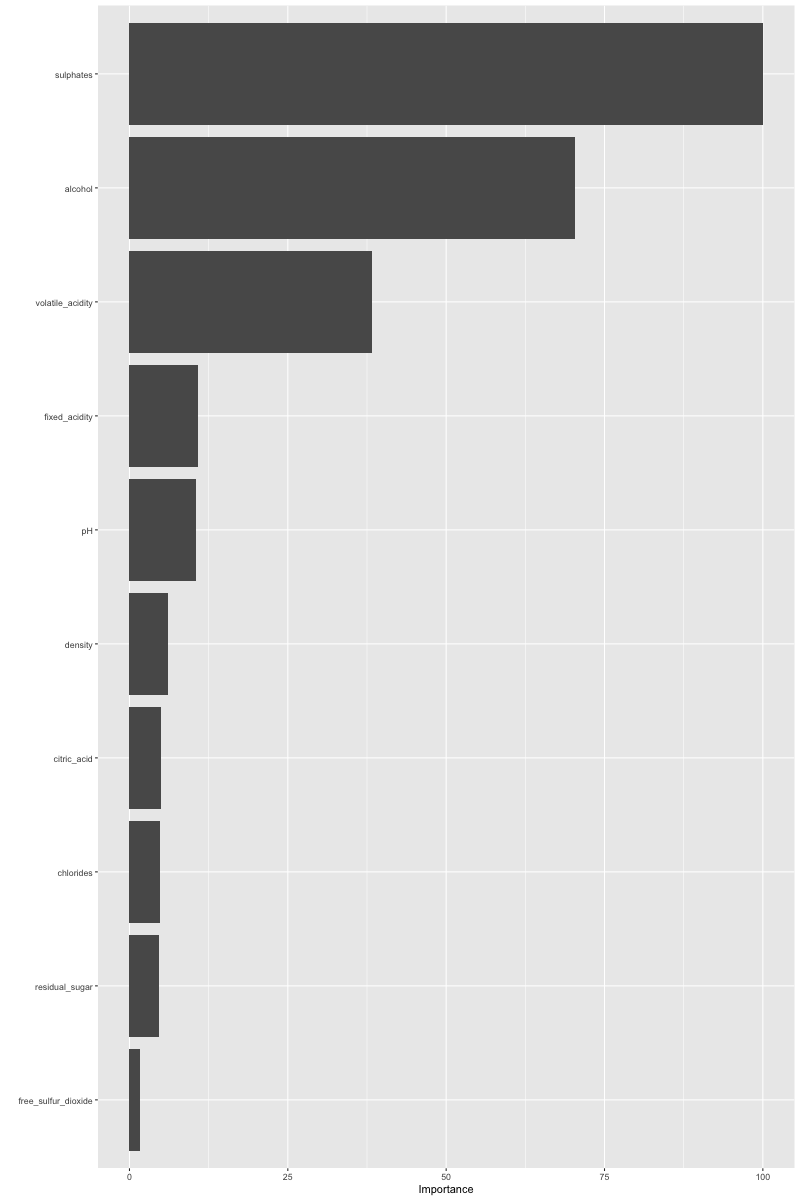 sulphates
alcohol
volatile_acidity
fixed_acidity
pH
density
citric_acid
chlorides
residual_sugar
free_sulfur_dioxide
0 25 50 75 100
Importance